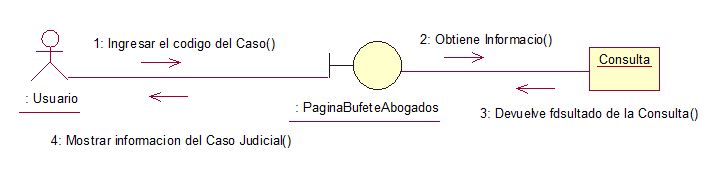 1: Ingresar el codigo del Caso()
2: Obtiene Informacio()
Consulta
: Usuario
: PaginaBufeteAbogados
3: Devuelve fdsultado de la Consulta()
4: Mostrar informacion del Caso Judicial()